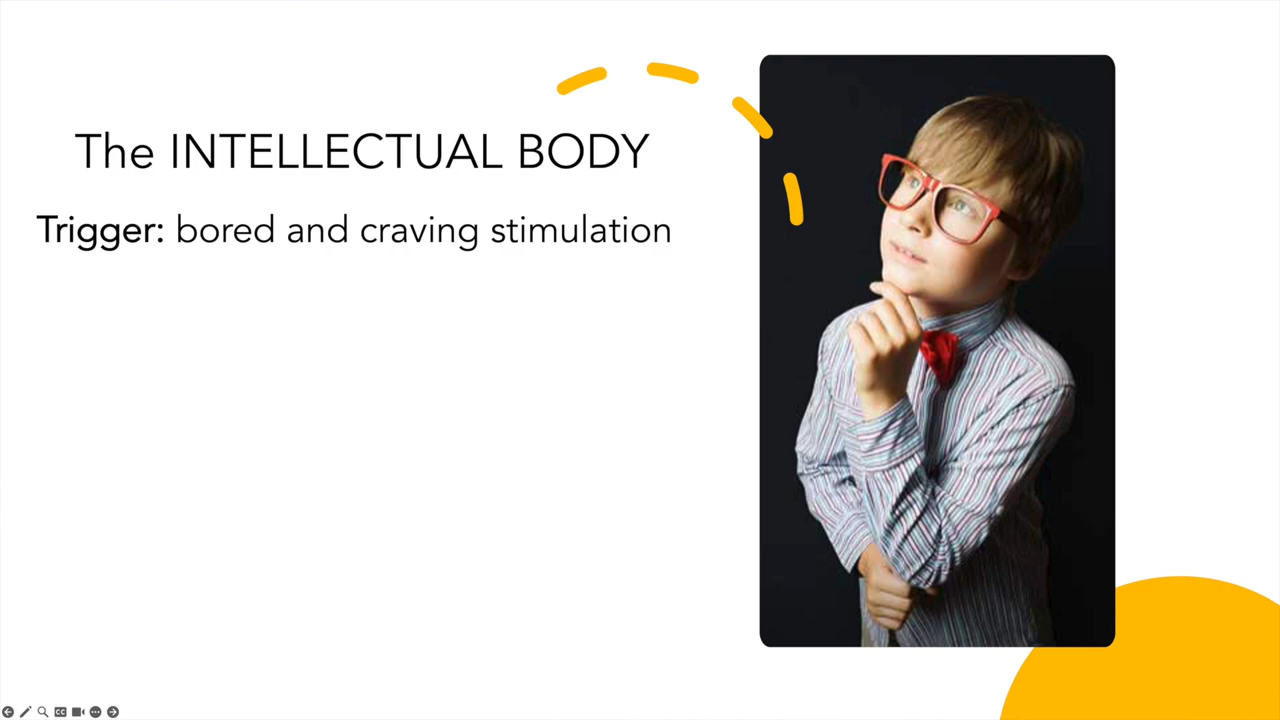 The INTELLECTUAL BODY
Trigger: bored and craving stimulation